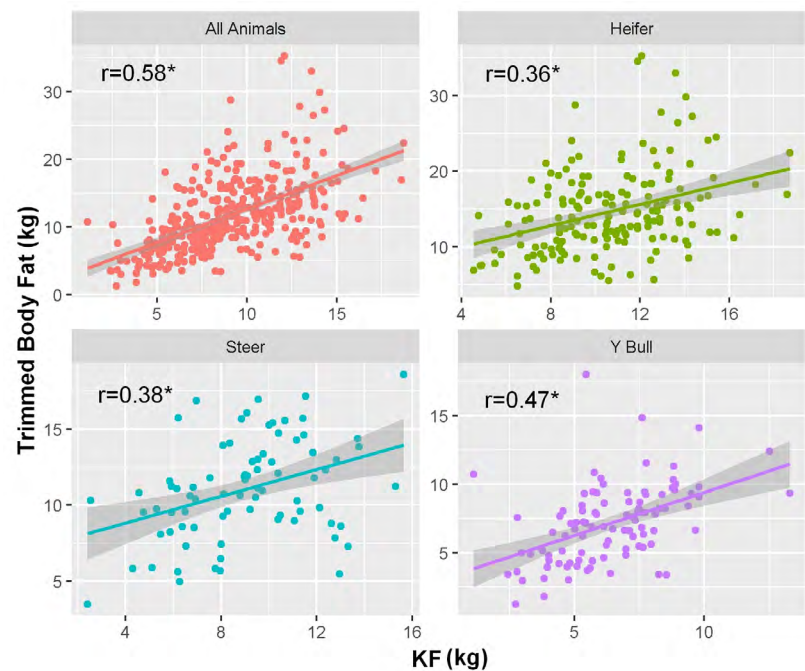 All Animals
Heifer
r=0.58*
r=0.36*
30
20
10
0
30
20
10
5
10
15
4
8
12
16
Steer
Y Bull
r=0.38*
r=0.47*
15
10
5
15
10
5
4
8
12
16
5
10
Trimmed Body Fat (kg)
KF (kg)